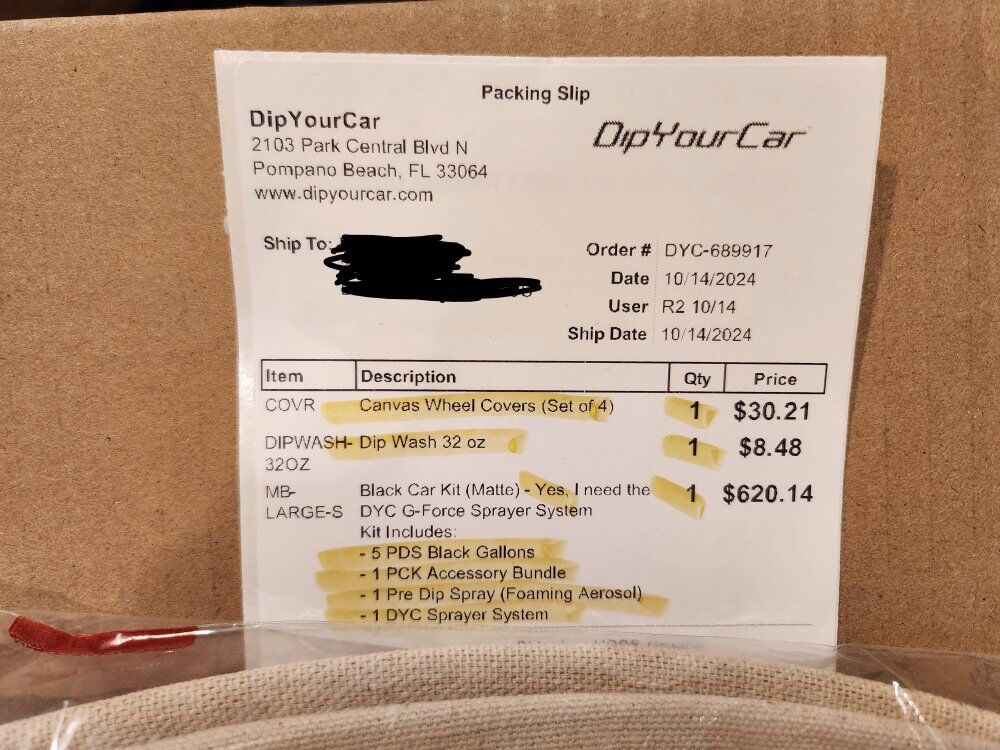 Packing Slip
DipYourCar
DipYourCar
2103 Park Central Blvd N
Pompano Beach, FL 33064
www.dipyourcar.com
Ship To:
Order # DYC-689917
Date 10/14/2024
User R2 10/14
Ship Date 10/14/2024
Item Description Qty Price
COVR Canvas Wheel Covers (Set of 4) 1 $30.21
DIPWASH- Dip Wash 32 oz 1 $8.48
32OZ
MB- Black Car Kit (Matte) - Yes, I need the 1 $620.14
LARGE-S DYC G-Force Sprayer System
Kit Includes:
- 5 PDS Black Gallons
- 1 PCK Accessory Bundle
- 1 Pre Dip Spray (Foaming Aerosol)
- 1 DYC Sprayer System